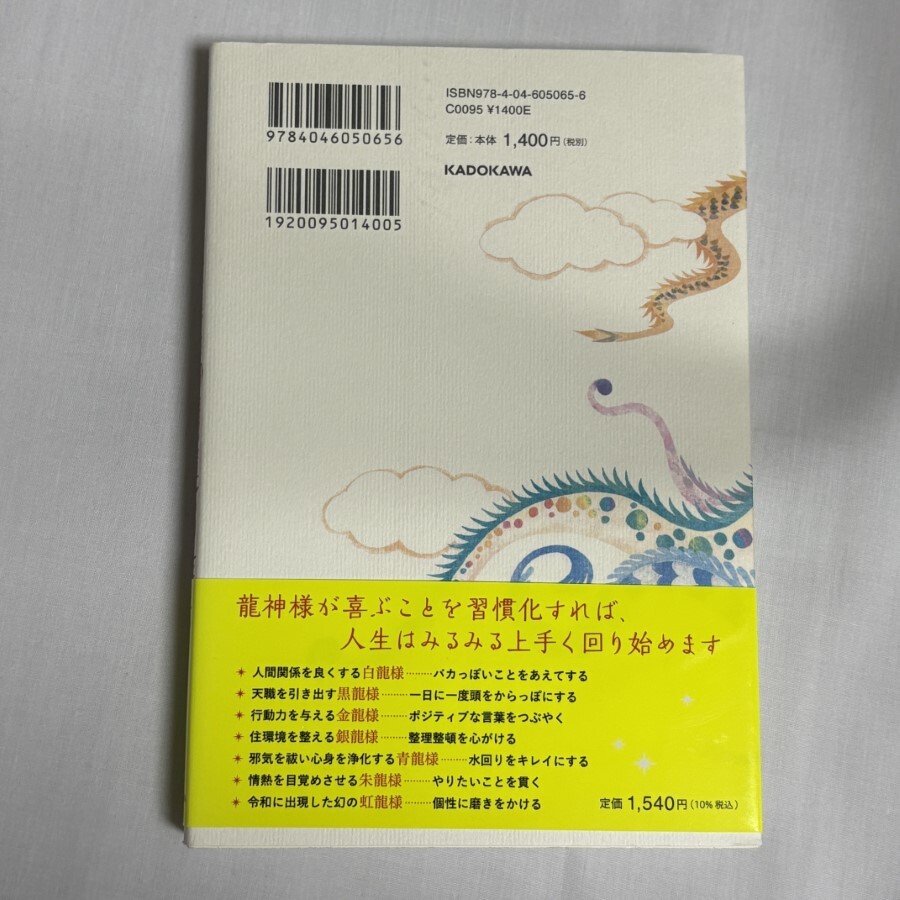 ISBN978-4-04-605065-6
C0095 ¥1400E
9784046050656
定価：本体 1,400円（税別）
KADOKAWA
1920095014005
龍神様が喜ぶことを習慣化すれば、
人生はみるみる上手く回り始めます
人間関係を良くする白龍様………バカっぽいことをあえてする
天職を引き出す黒龍様………一日に一度頭をからっぽにする
行動力を与える金龍様………ポジティブな言葉をつぶやく
住環境を整える銀龍様………整理整頓を心がける
邪気を祓い心身を浄化する青龍様………水回りをキレイにする
情熱を目覚めさせる朱龍様………やりたいことを貫く
令和に出現した幻の虹龍様………個性に磨きをかける
定価 1,540円（10%税込）